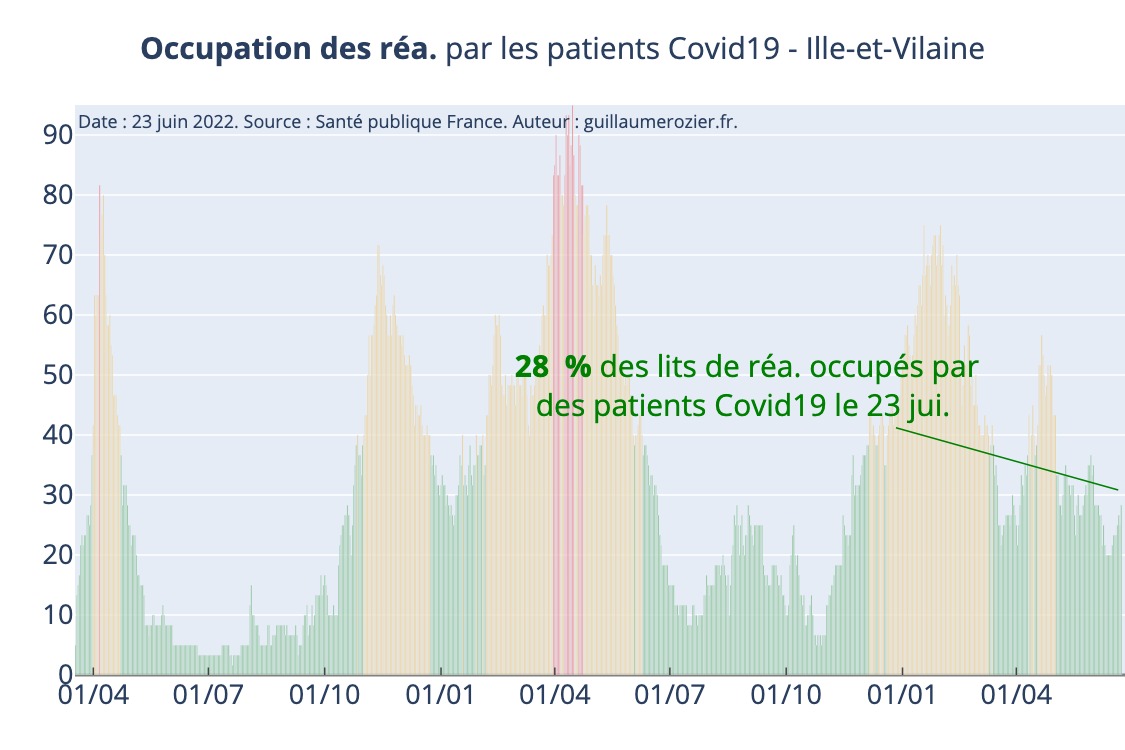 Occupation des réa. par les patients Covid19 - Ille-et-Vilaine
Date : 23 juin 2022. Source : Santé publique France. Auteur : guillaumerozier.fr.
90
80
70
60
50
40
30
20
10
0
28 % des lits de réa. occupés par
des patients Covid19 le 23 jui.
01/04 01/07 01/10 01/01 01/04 01/07 01/10 01/01 01/04